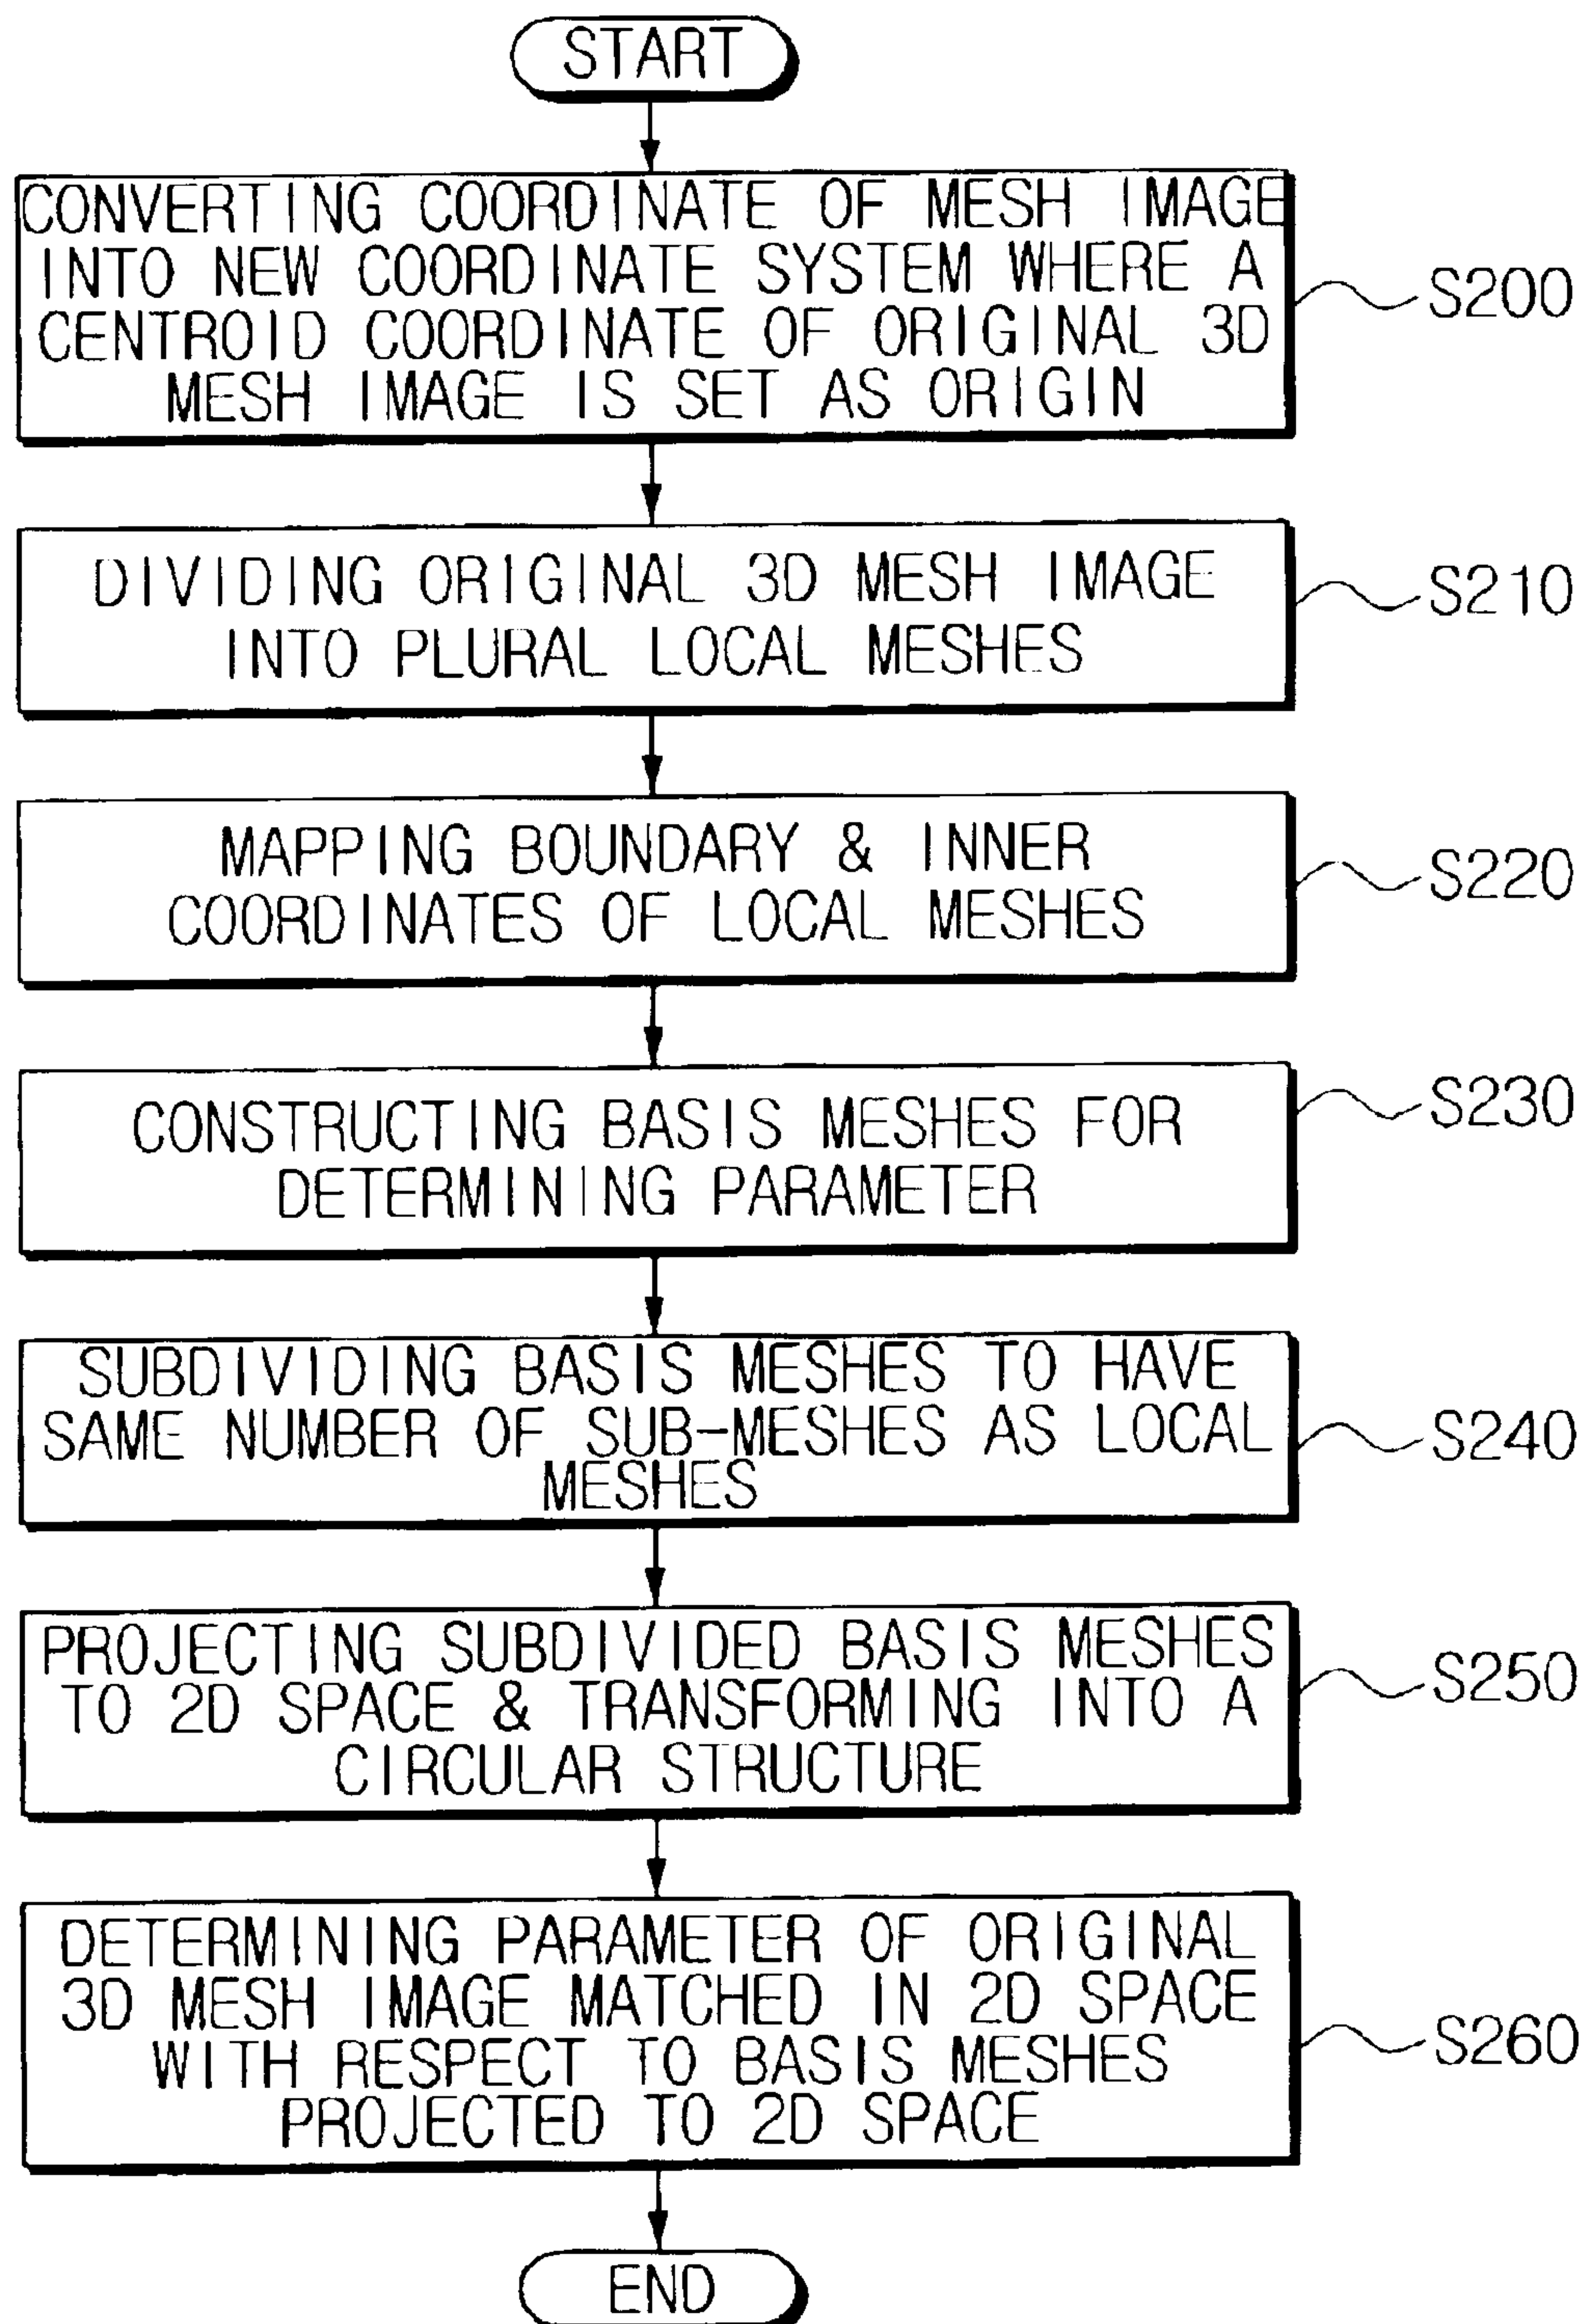 START
CONVERTING COORDINATE OF MESH IMAGE
INTO NEW COORDINATE SYSTEM WHERE A
CENTROID COORDINATE OF ORIGINAL 3D
MESH IMAGE IS SET AS ORIGIN
S200
DIVIDING ORIGINAL 3D MESH IMAGE
INTO PLURAL LOCAL MESHES
S210
MAPPING BOUNDARY & INNER
COORDINATES OF LOCAL MESHES
S220
CONSTRUCTING BASIS MESHES FOR
DETERMINING PARAMETER
S230
SUBDIVIDING BASIS MESHES TO HAVE
SAME NUMBER OF SUB-MESHES AS LOCAL
MESHES
S240
PROJECTING SUBDIVIDED BASIS MESHES
TO 2D SPACE & TRANSFORMING INTO A
CIRCULAR STRUCTURE
S250
DETERMINING PARAMETER OF ORIGINAL
3D MESH IMAGE MATCHED IN 2D SPACE
WITH RESPECT TO BASIS MESHES
PROJECTED TO 2D SPACE
S260
END